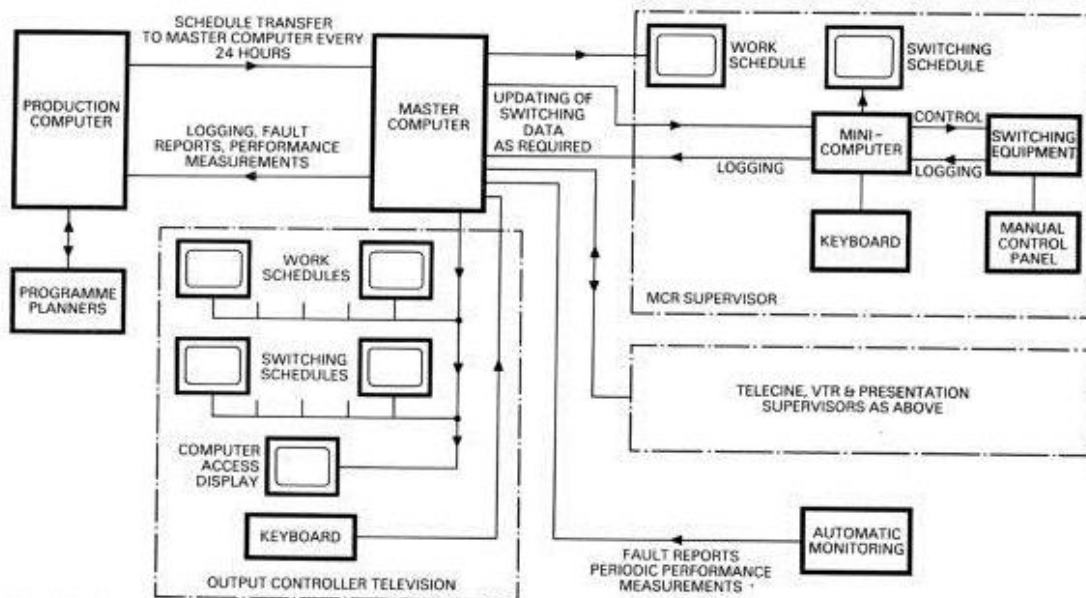 SCHEDULE TRANSFER
TO MASTER COMPUTER EVERY
24 HOURS
PRODUCTION
COMPUTER
MASTER
COMPUTER
LOGGING, FAULT
REPORTS, PERFORMANCE
MEASUREMENTS
PROGRAMME
PLANNERS
WORK
SCHEDULE
SWITCHING
SCHEDULE
UPDATING OF
SWITCHING
DATA
AS REQUIRED
MINI-
COMPUTER
CONTROL
SWITCHING
EQUIPMENT
LOGGING
LOGGING
KEYBOARD
MANUAL
CONTROL
PANEL
MCR SUPERVISOR
WORK
SCHEDULES
SWITCHING
SCHEDULES
COMPUTER
ACCESS
DISPLAY
KEYBOARD
OUTPUT CONTROLLER TELEVISION
TELECINE, VTR & PRESENTATION
SUPERVISORS AS ABOVE
AUTOMATIC
MONITORING
FAULT REPORTS
PERIODIC PERFORMANCE
MEASUREMENTS